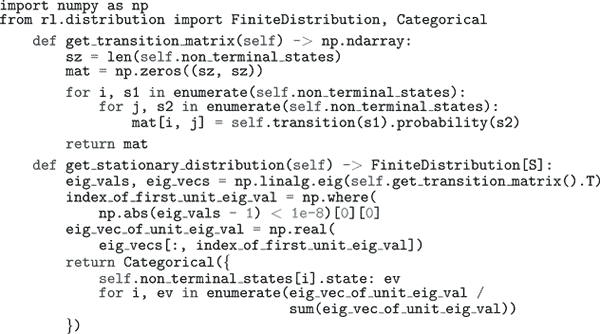 import numpy as np
from rl.distribution import FiniteDistribution, Categorical
    def get_transition_matrix(self) -> np.ndarray:
        sz = len(self.non_terminal_states)
        mat = np.zeros((sz, sz))
        for i, s1 in enumerate(self.non_terminal_states):
            for j, s2 in enumerate(self.non_terminal_states):
                mat[i, j] = self.transition(s1).probability(s2)
        return mat
    def get_stationary_distribution(self) -> FiniteDistribution[S]:
        eig_vals, eig_vecs = np.linalg.eig(self.get_transition_matrix().T)
        index_of_first_unit_eig_val = np.where(
            np.abs(eig_vals - 1) < 1e-8)[0][0]
        eig_vec_of_unit_eig_val = np.real(
            eig_vecs[:, index_of_first_unit_eig_val])
        return Categorical({
            self.non_terminal_states[i].state: ev
            for i, ev in enumerate(eig_vec_of_unit_eig_val /
                                   sum(eig_vec_of_unit_eig_val))
        })